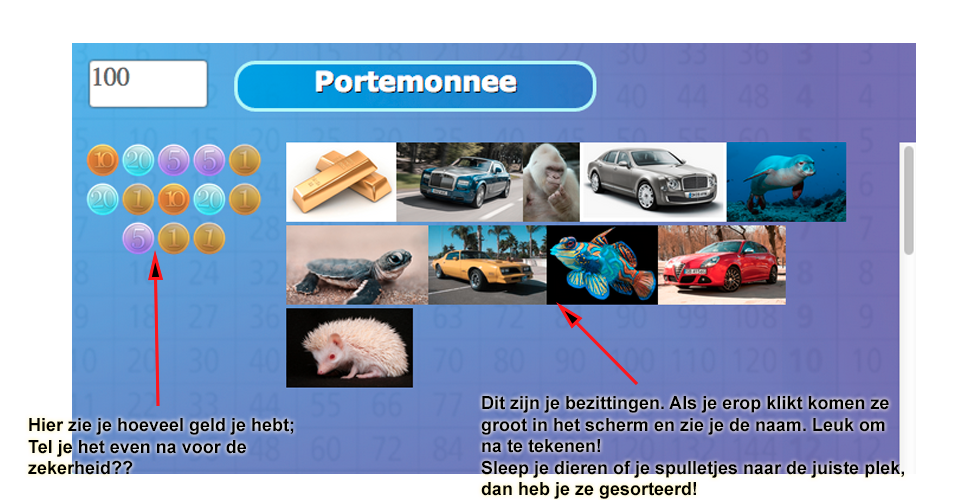 100
Portemonnee
10 20 5 5 1
20 1 10 20 1
5 1 1
Hier zie je hoeveel geld je hebt;
Tel je het even na voor de
zekerheid??
Dit zijn je bezittingen. Als je erop klikt komen ze
groot in het scherm en zie je de naam. Leuk om
na te tekenen!
Sleep je dieren of je spulletjes naar de juiste plek,
dan heb je ze gesorteerd!